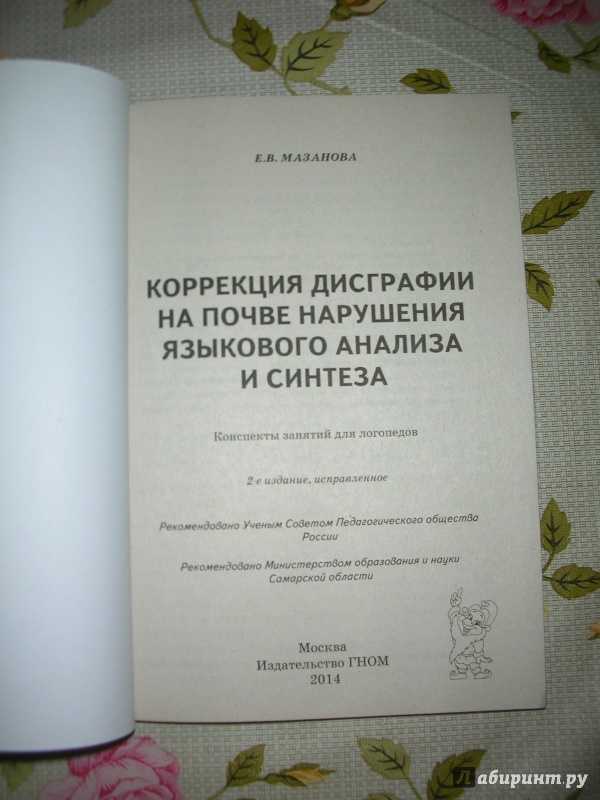 Е.В. МАЗАНОВА
КОРРЕКЦИЯ ДИСГРАФИИ
НА ПОЧВЕ НАРУШЕНИЯ
ЯЗЫКОВОГО АНАЛИЗА
И СИНТЕЗА
Конспекты занятий для логопедов
2-е издание, исправленное
Рекомендовано Ученым Советом Педагогического общества
России
Рекомендовано Министерством образования и науки
Самарской области
Москва
Издательство ГНОМ
2014
Лабиринт.ру